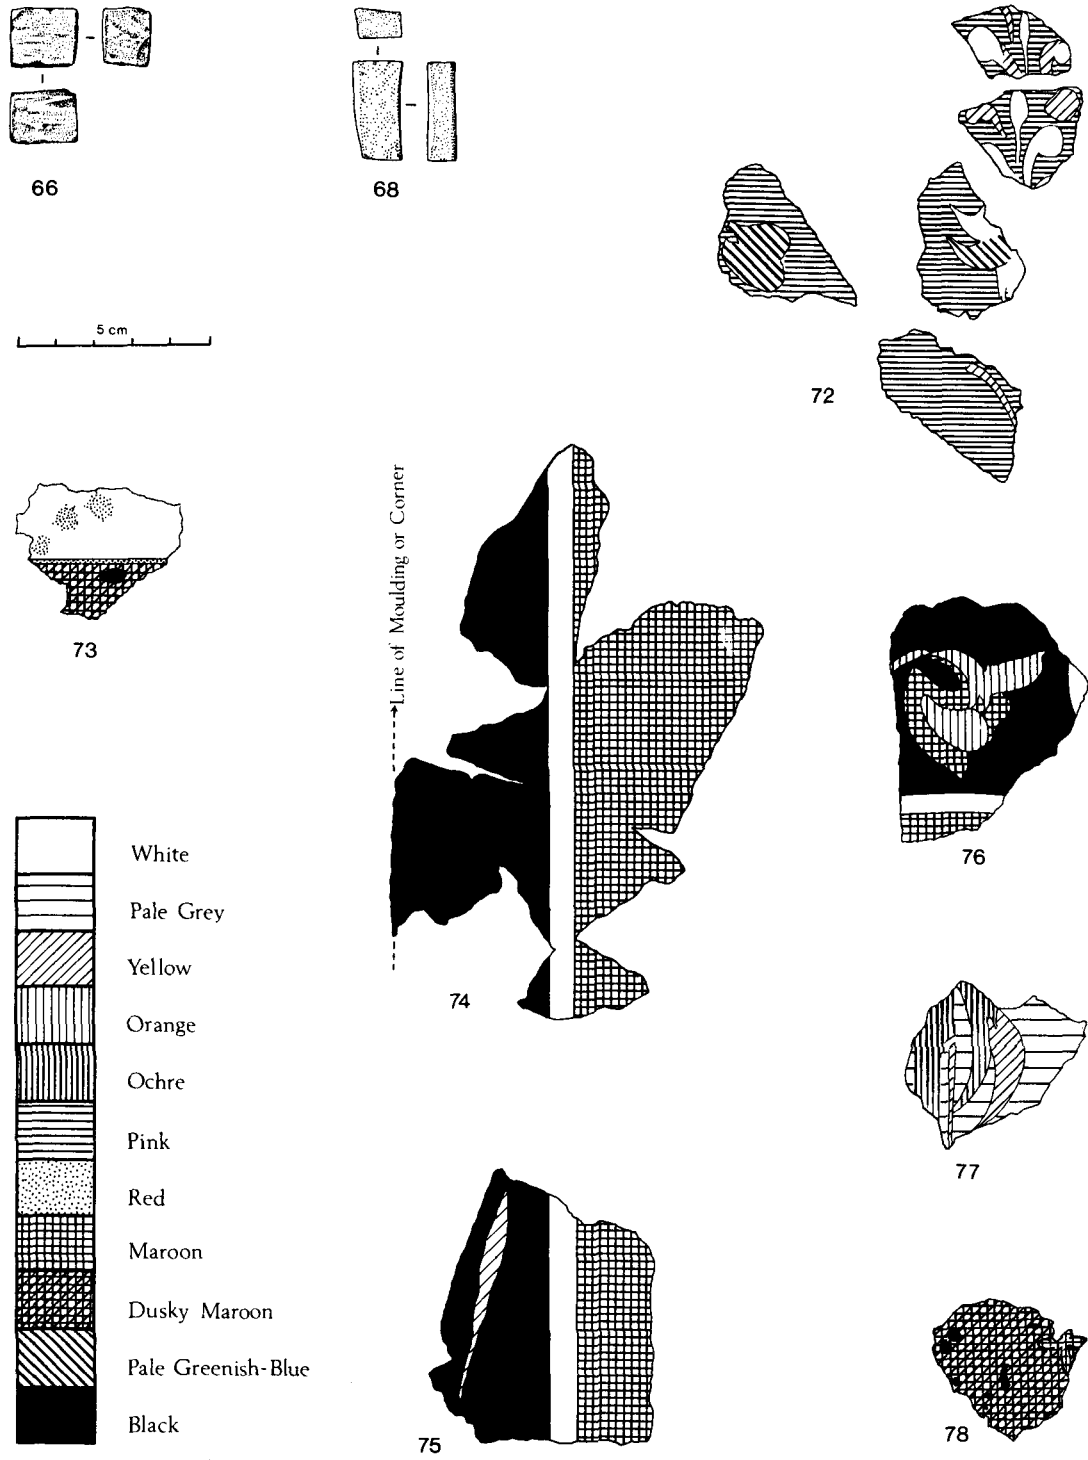 66
68
5 cm
72
73
Line of Moulding or Corner
74
76
White
Pale Grey
Yellow
Orange
Ochre
Pink
Red
Maroon
Dusky Maroon
Pale Greenish-Blue
Black
77
75
78